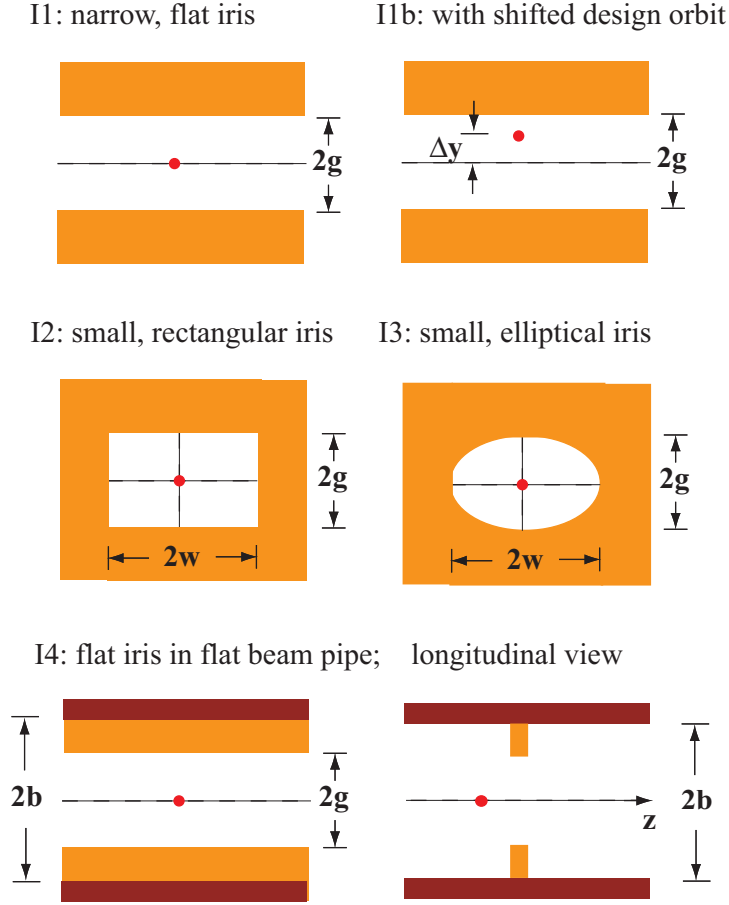 I1: narrow, flat iris
I1b: with shifted design orbit
2g
Δy
2g
I2: small, rectangular iris
I3: small, elliptical iris
2g
2w
2g
2w
I4: flat iris in flat beam pipe; longitudinal view
2b
2g
z
2b